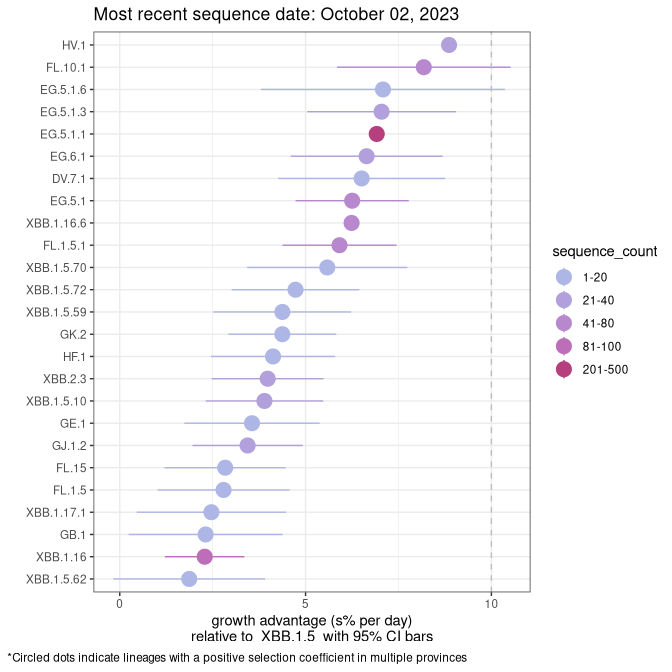 Most recent sequence date: October 02, 2023
HV.1
FL.10.1
EG.5.1.6
EG.5.1.3
EG.5.1.1
EG.6.1
DV.7.1
EG.5.1
XBB.1.16.6
FL.1.5.1
XBB.1.5.70
XBB.1.5.72
XBB.1.5.59
GK.2
HF.1
XBB.2.3
XBB.1.5.10
GE.1
GJ.1.2
FL.15
FL.1.5
XBB.1.17.1
GB.1
XBB.1.16
XBB.1.5.62
0 5 10
growth advantage (s% per day)
relative to XBB.1.5 with 95% CI bars
*Circled dots indicate lineages with a positive selection coefficient in multiple provinces
sequence_count
1-20
21-40
41-80
81-100
201-500